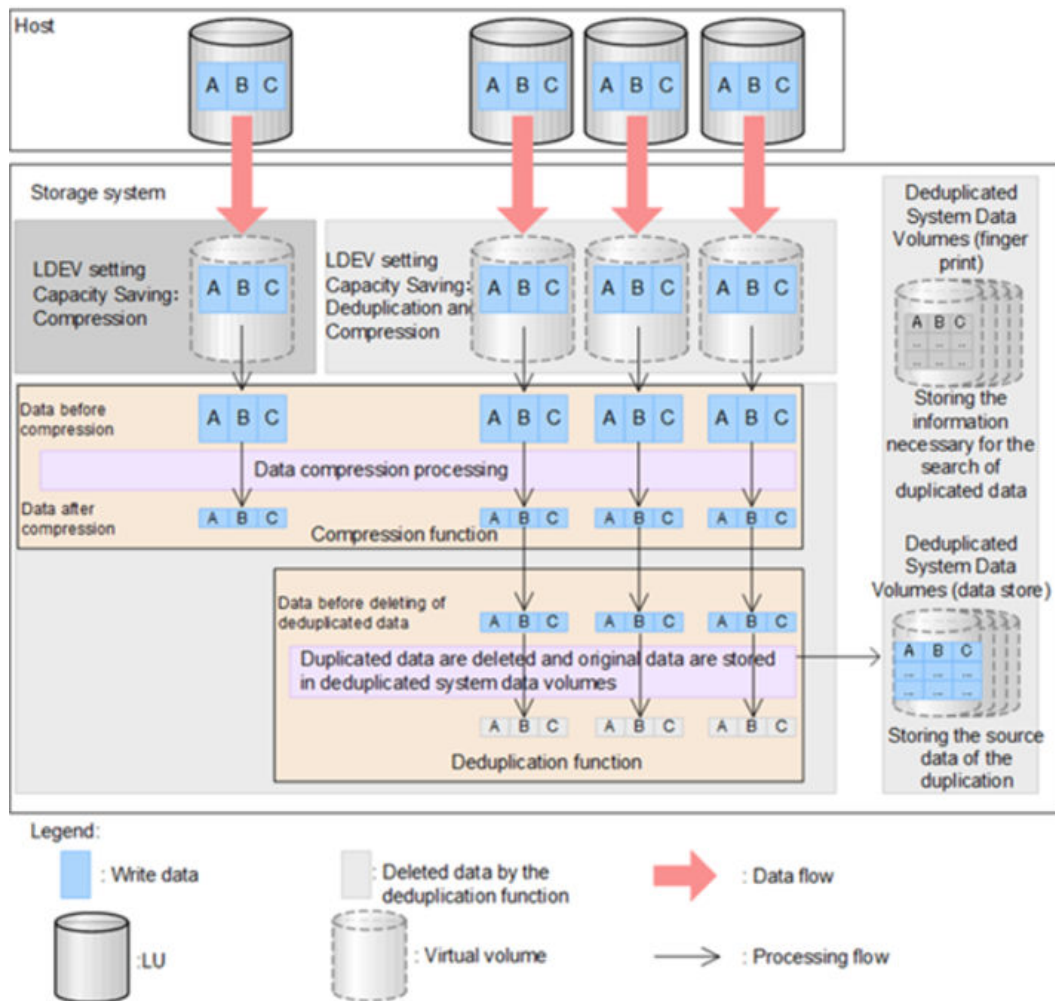 Host
A B C
A B C
A B C
A B C
Storage system
LDEV setting
Capacity Saving:
Compression
A B C
LDEV setting
Capacity Saving:
Deduplication and
Compression
A B C
A B C
A B C
Deduplicated
System Data
Volumes (finger
print)
A B C
... ... ...
... ... ...
Storing the
information
necessary for the
search of
duplicated data
Data before
compression
A B C
A B C
A B C
A B C
Data compression processing
Data after
compression
A B C
A B C
A B C
A B C
Compression function
Deduplicated
System Data
Volumes (data store)
A B C
... ... ...
... ... ...
Storing the source
data of the
duplication
Data before deleting of
deduplicated data
A B C
A B C
A B C
Duplicated data are deleted and original data are stored
in deduplicated system data volumes
A B C
A B C
A B C
Deduplication function
Legend:
: Write data
: Deleted data by the
deduplication function
: Data flow
:LU
: Virtual volume
: Processing flow